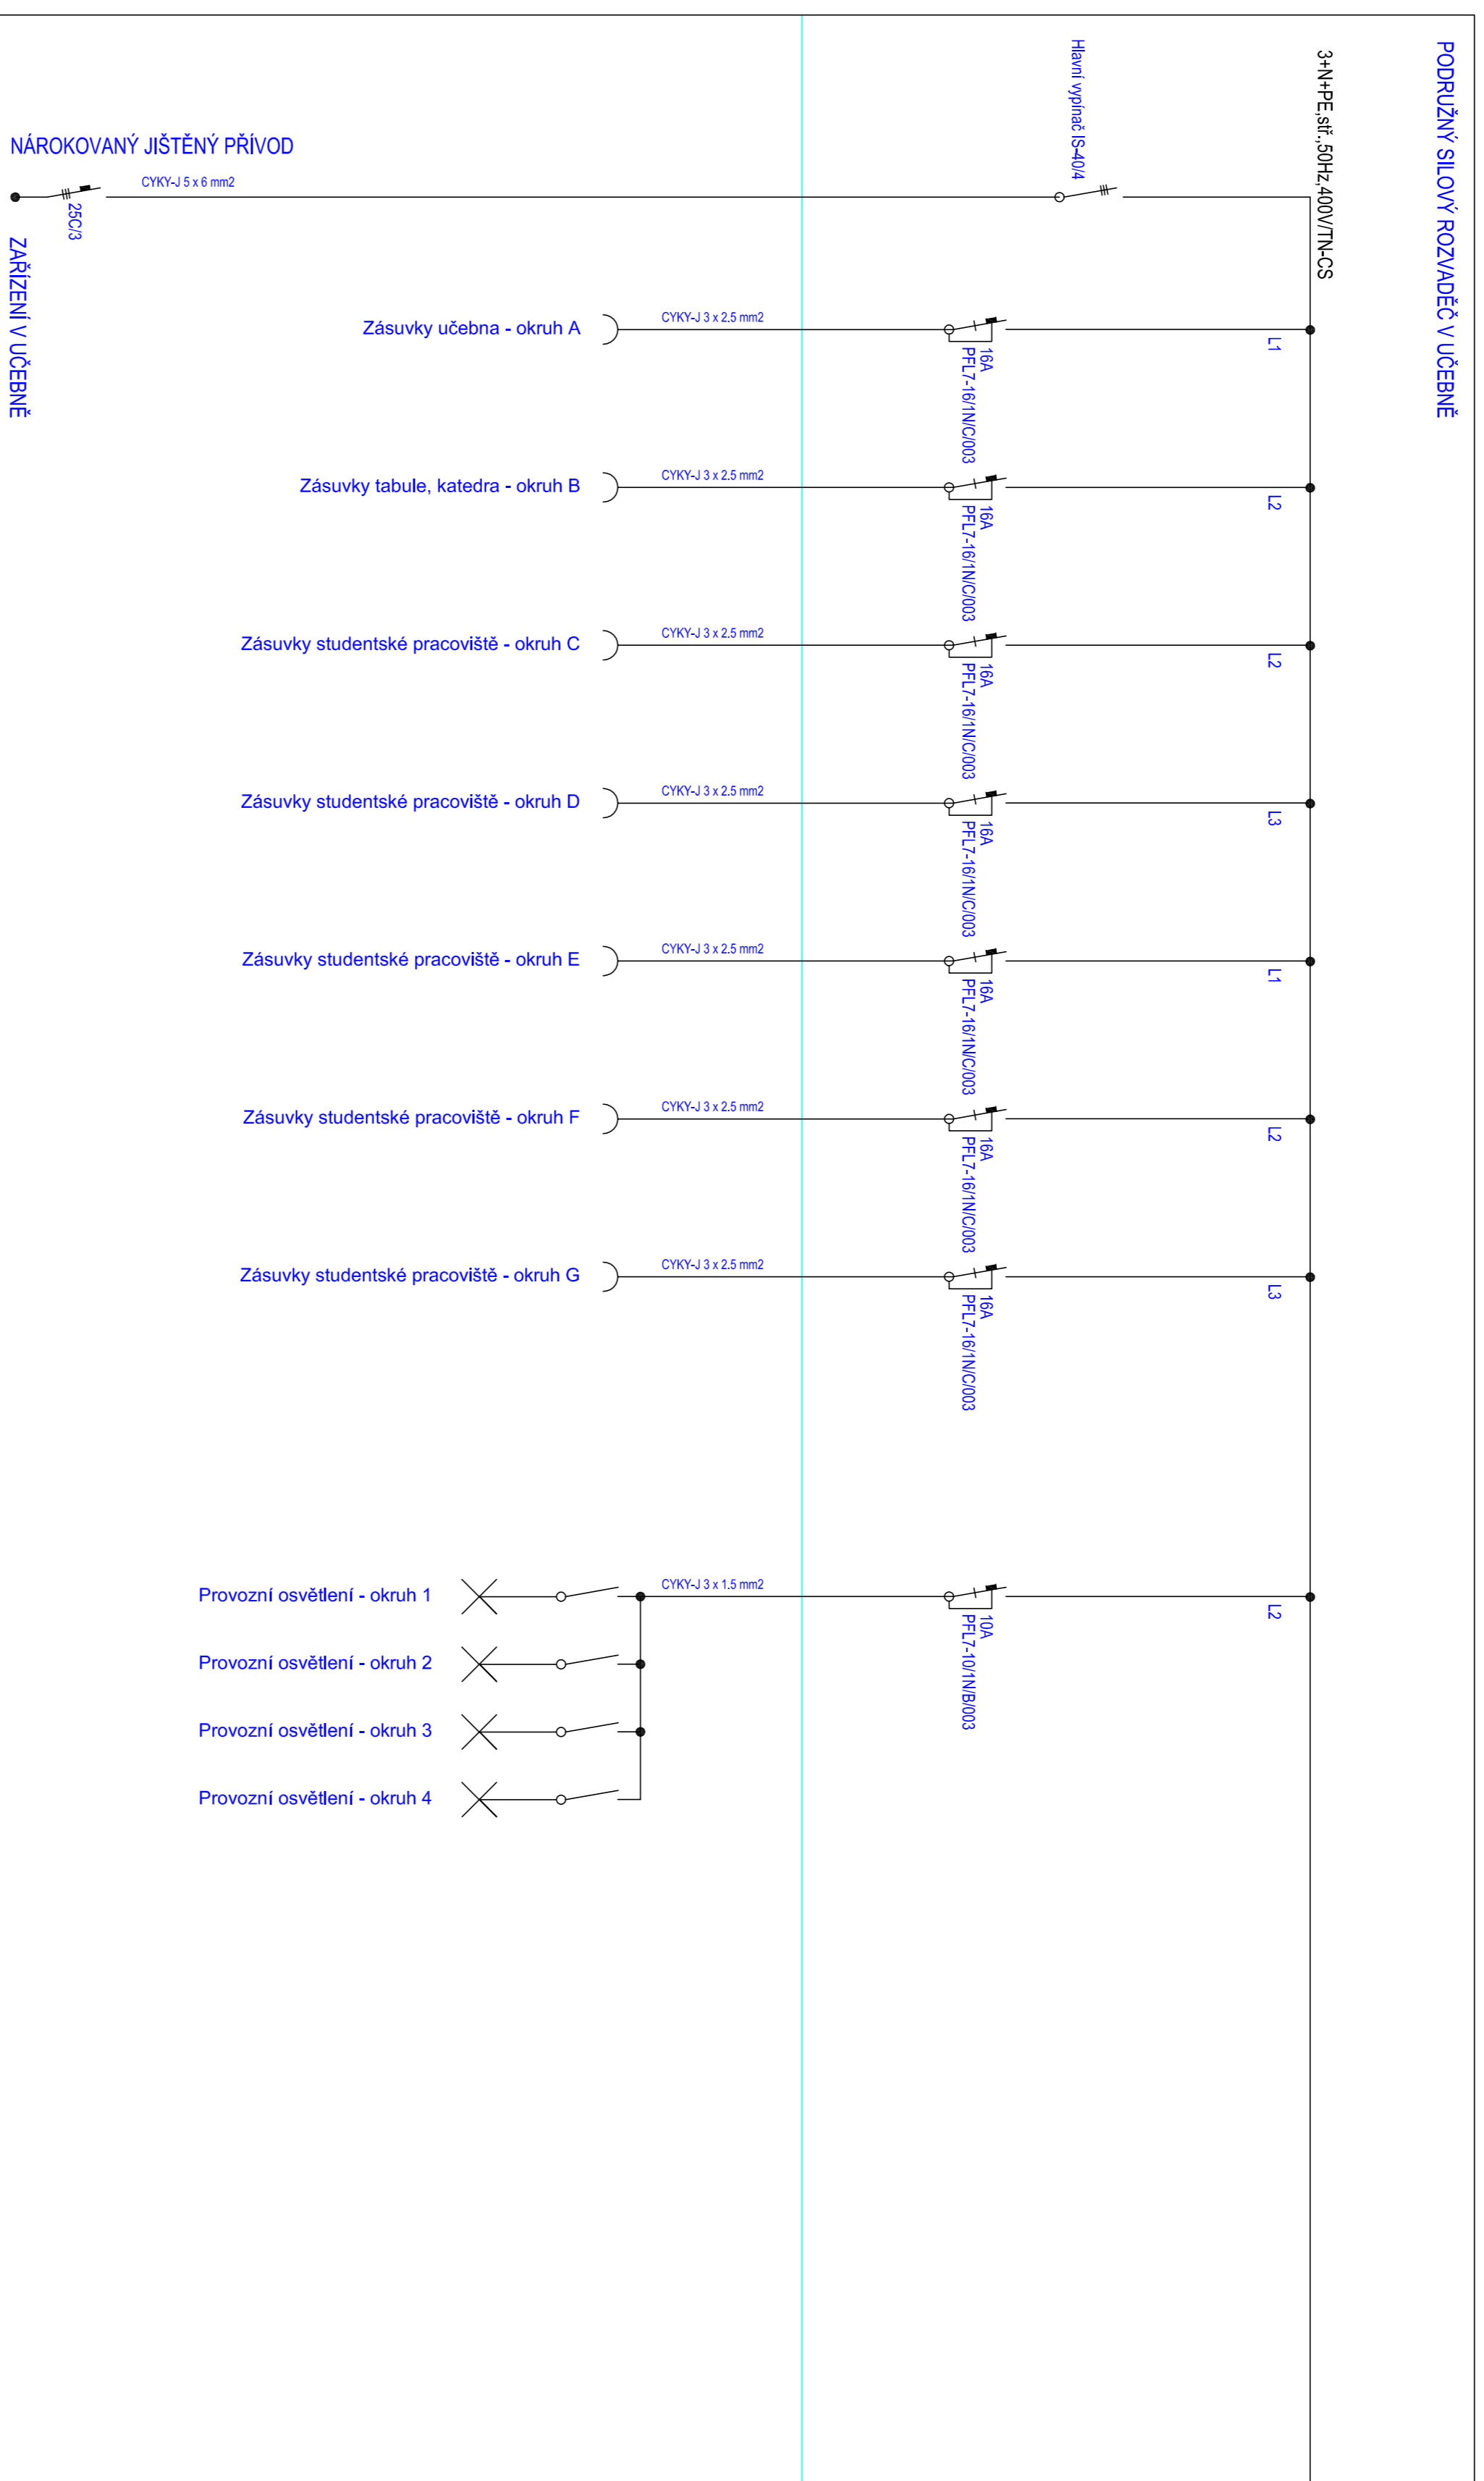 PODRUŽNÝ SILOVÝ ROZVADĚČ V UČEBNĚ
3+N+PE,stř.,50Hz,400V/TN-CS
Hlavní vypínač IS-40/4
NÁROKOVANÝ JIŠTĚNÝ PŘÍVOD
CYKY-J 5 x 6 mm2
25C/3
ZAŘÍZENÍ V UČEBNĚ
Zásuvky učebna - okruh A
CYKY-J 3 x 2.5 mm2
16A
PFL7-16/1N/C/003
L1
Zásuvky tabule, katedra - okruh B
CYKY-J 3 x 2.5 mm2
16A
PFL7-16/1N/C/003
L2
Zásuvky studentské pracoviště - okruh C
CYKY-J 3 x 2.5 mm2
16A
PFL7-16/1N/C/003
L2
Zásuvky studentské pracoviště - okruh D
CYKY-J 3 x 2.5 mm2
16A
PFL7-16/1N/C/003
L3
Zásuvky studentské pracoviště - okruh E
CYKY-J 3 x 2.5 mm2
16A
PFL7-16/1N/C/003
L1
Zásuvky studentské pracoviště - okruh F
CYKY-J 3 x 2.5 mm2
16A
PFL7-16/1N/C/003
L2
Zásuvky studentské pracoviště - okruh G
CYKY-J 3 x 2.5 mm2
16A
PFL7-16/1N/C/003
L3
Provozní osvětlení - okruh 1
CYKY-J 3 x 1.5 mm2
10A
PFL7-10/1N/B/003
L2
Provozní osvětlení - okruh 2
Provozní osvětlení - okruh 3
Provozní osvětlení - okruh 4